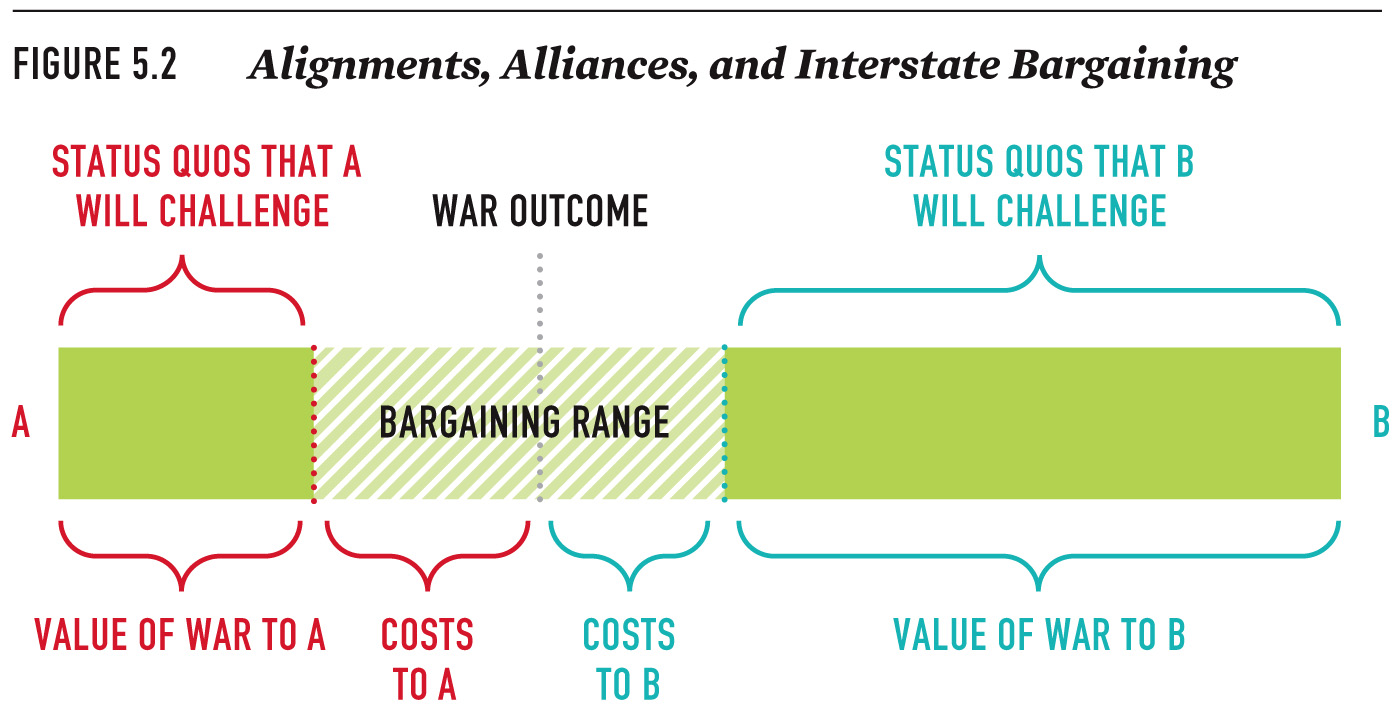 FIGURE 5.2 Alignments, Alliances, and Interstate Bargaining
STATUS QUOS THAT A
WILL CHALLENGE
WAR OUTCOME
STATUS QUOS THAT B
WILL CHALLENGE
A
BARGAINING RANGE
B
VALUE OF WAR TO A
COSTS
TO A
COSTS
TO B
VALUE OF WAR TO B